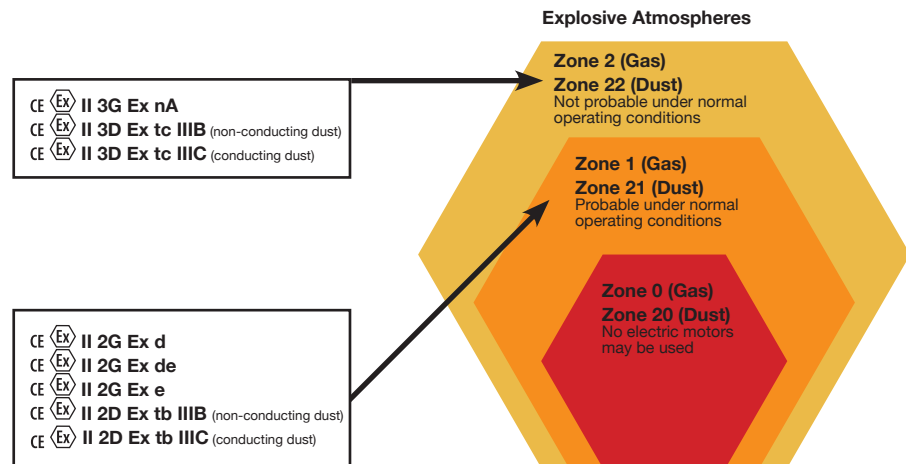 Explosive Atmospheres
Zone 2 (Gas)
Zone 22 (Dust)
Not probable under normal
operating conditions
CE Ex II 3G Ex nA
CE Ex II 3D Ex tc IIIB (non-conducting dust)
CE Ex II 3D Ex tc IIIC (conducting dust)
Zone 1 (Gas)
Zone 21 (Dust)
Probable under normal
operating conditions
Zone 0 (Gas)
Zone 20 (Dust)
No electric motors
may be used
CE Ex II 2G Ex d
CE Ex II 2G Ex de
CE Ex II 2G Ex e
CE Ex II 2D Ex tb IIIB (non-conducting dust)
CE Ex II 2D Ex tb IIIC (conducting dust)